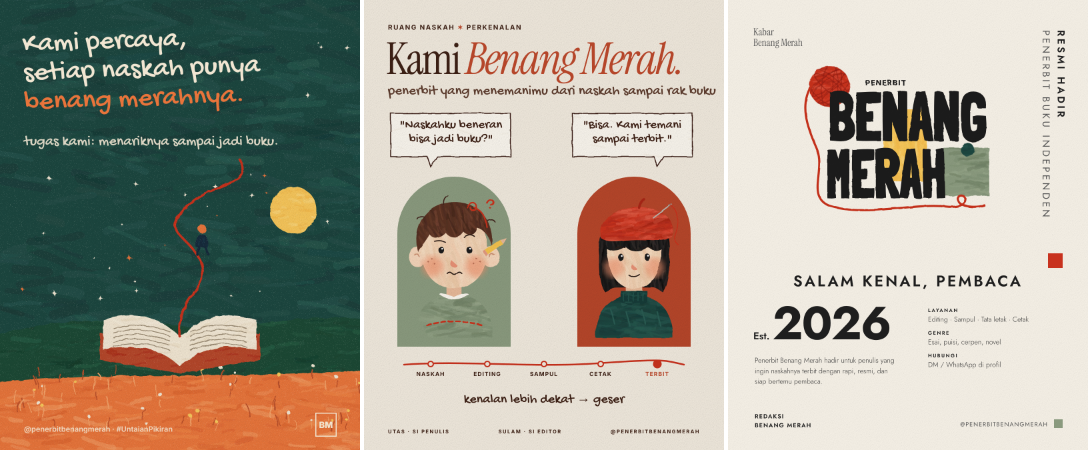 Kami percaya,
setiap naskah punya
benang merahnya.
tugas kami: menariknya sampai jadi buku.
@penerbitbenangmerah · #UntaianPikiran
BM
RUANG NASKAH ✶ PERKENALAN
Kami Benang Merah.
penerbit yang menemanimu dari naskah sampai rak buku
"Naskahku beneran
bisa jadi buku?"
"Bisa. Kami temani
sampai terbit."
NASKAH EDITING SAMPUL CETAK TERBIT
kenalan lebih dekat → geser
UTAS · SI PENULIS SULAM · SI EDITOR @PENERBITBENANGMERAH
Kabar
Benang Merah
RESMI HADIR
PENERBIT BUKU INDEPENDEN
PENERBIT
BENANG
MERAH
SALAM KENAL, PEMBACA
Est. 2026
Penerbit Benang Merah hadir untuk penulis yang
ingin naskahnya terbit dengan rapi, resmi, dan
siap bertemu pembaca.
LAYANAN
Editing · Sampul · Tata letak · Cetak
GENRE
Esai, puisi, cerpen, novel
HUBUNGI
DM / WhatsApp di profil
REDAKSI
BENANG MERAH
@PENERBITBENANGMERAH